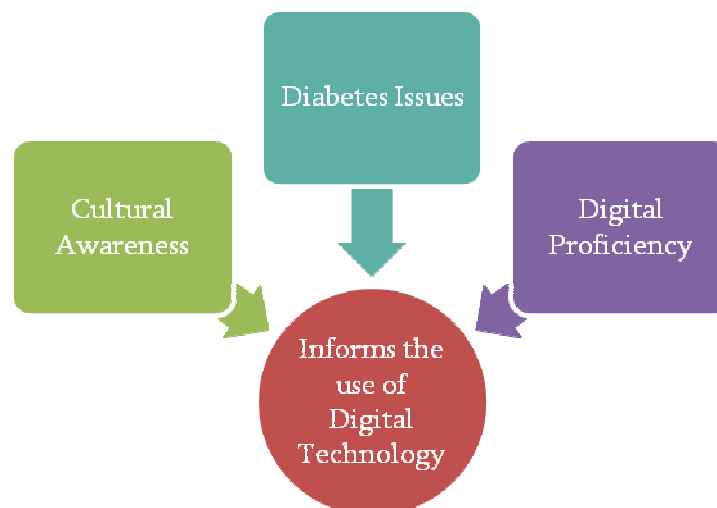 Diabetes Issues
Cultural
Awareness
Digital
Proficiency
Informs the
use of
Digital
Technology